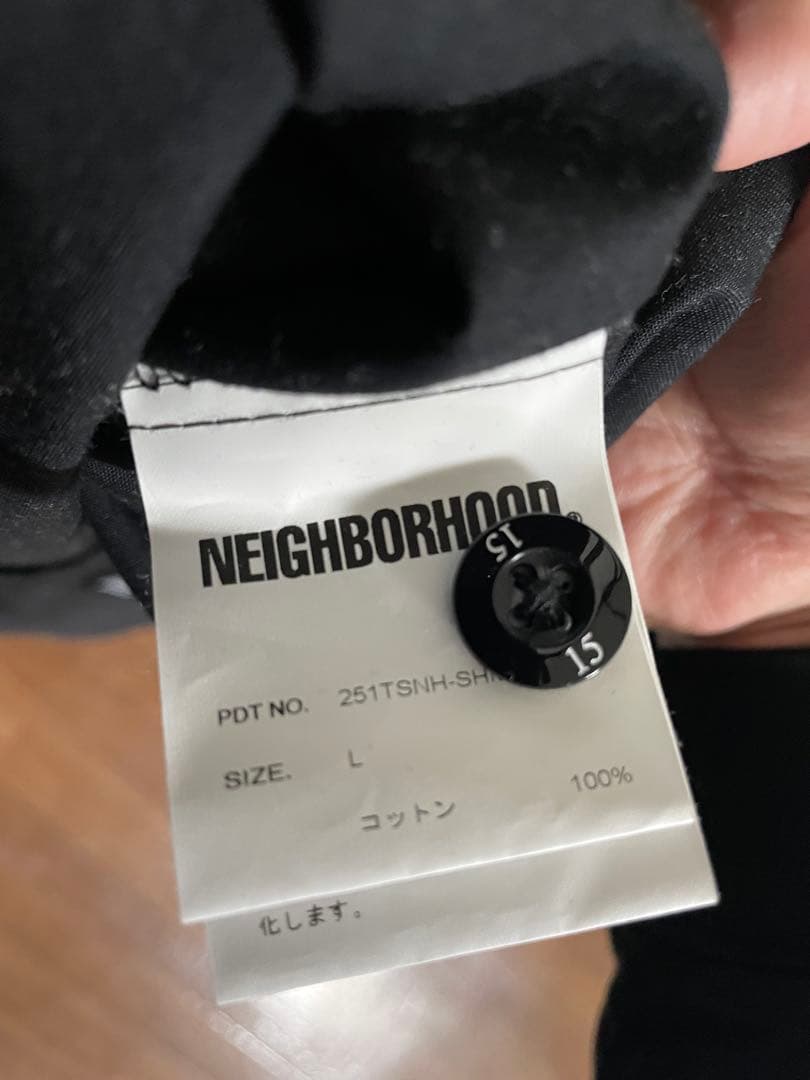 NEIGHBORHOOD®
15
15
PDT NO. 251TSNH-SH
SIZE. L
コットン 100%
化します。